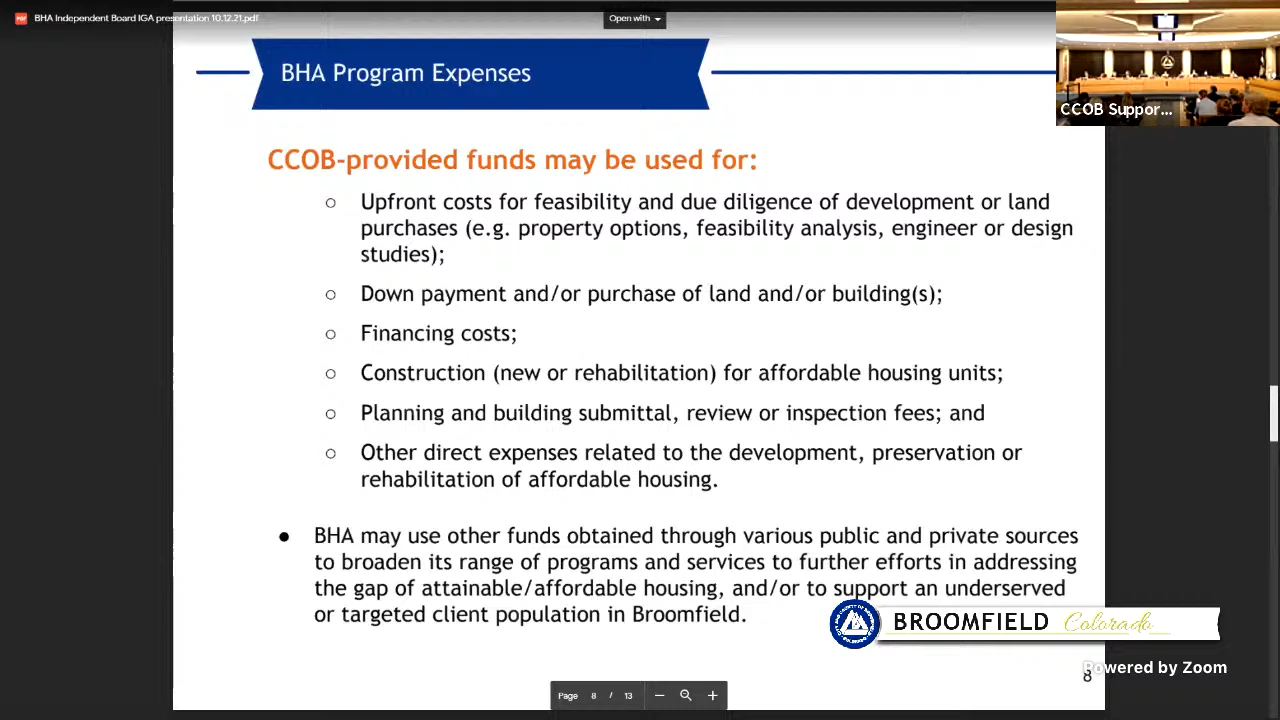 BHA Independent Board IGA presentation 10.12.21.pdf
Open with
BHA Program Expenses
CCOB Suppor...
CCOB-provided funds may be used for:
○ Upfront costs for feasibility and due diligence of development or land
purchases (e.g. property options, feasibility analysis, engineer or design
studies);
○ Down payment and/or purchase of land and/or building(s);
○ Financing costs;
○ Construction (new or rehabilitation) for affordable housing units;
○ Planning and building submittal, review or inspection fees; and
○ Other direct expenses related to the development, preservation or
rehabilitation of affordable housing.
● BHA may use other funds obtained through various public and private sources
to broaden its range of programs and services to further efforts in addressing
the gap of attainable/affordable housing, and/or to support an underserved
or targeted client population in Broomfield.
BROOMFIELD Colorado
Powered by Zoom
8
Page 8 / 13